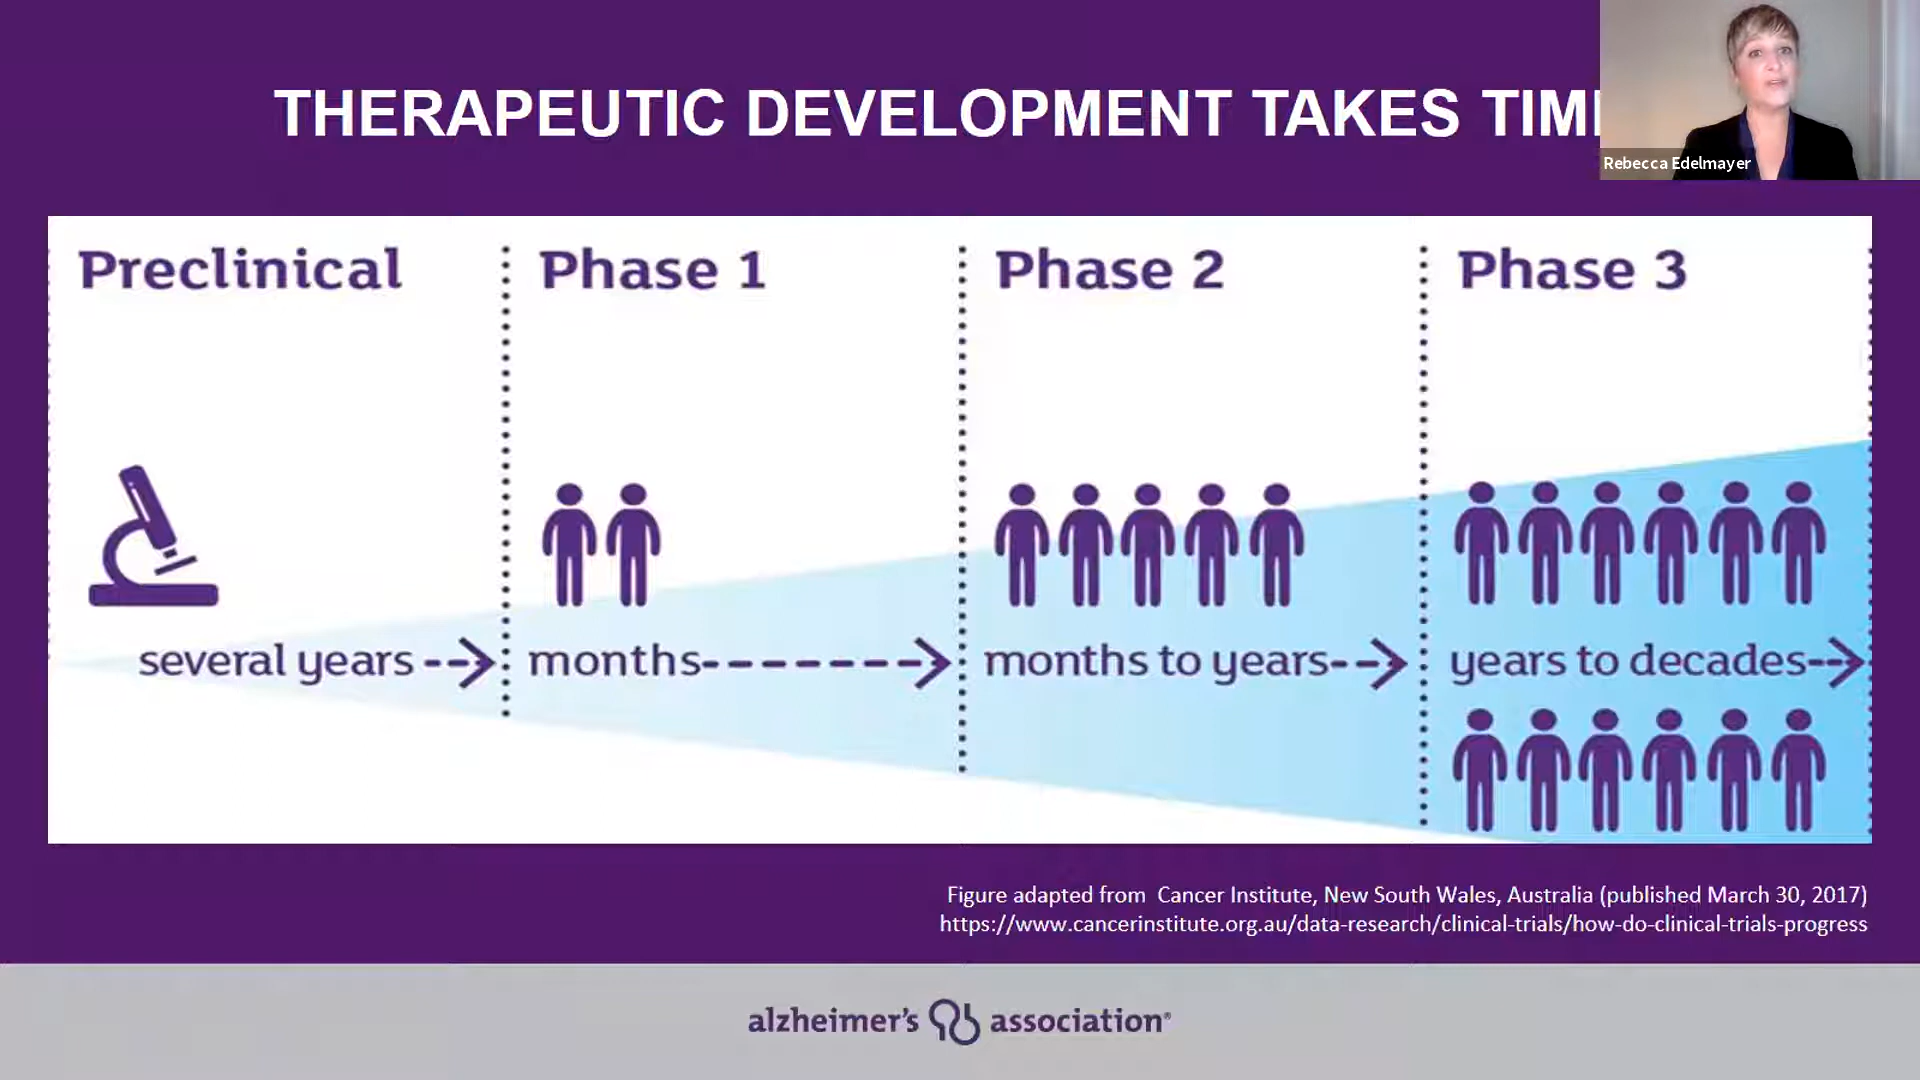 THERAPEUTIC DEVELOPMENT TAKES TIM
Rebecca Edelmayer
Preclinical
Phase 1
Phase 2
Phase 3
several years
months
months to years
years to decades
Figure adapted from Cancer Institute, New South Wales, Australia (published March 30, 2017)
https://www.cancerinstitute.org.au/data-research/clinical-trials/how-do-clinical-trials-progress
alzheimer's association®